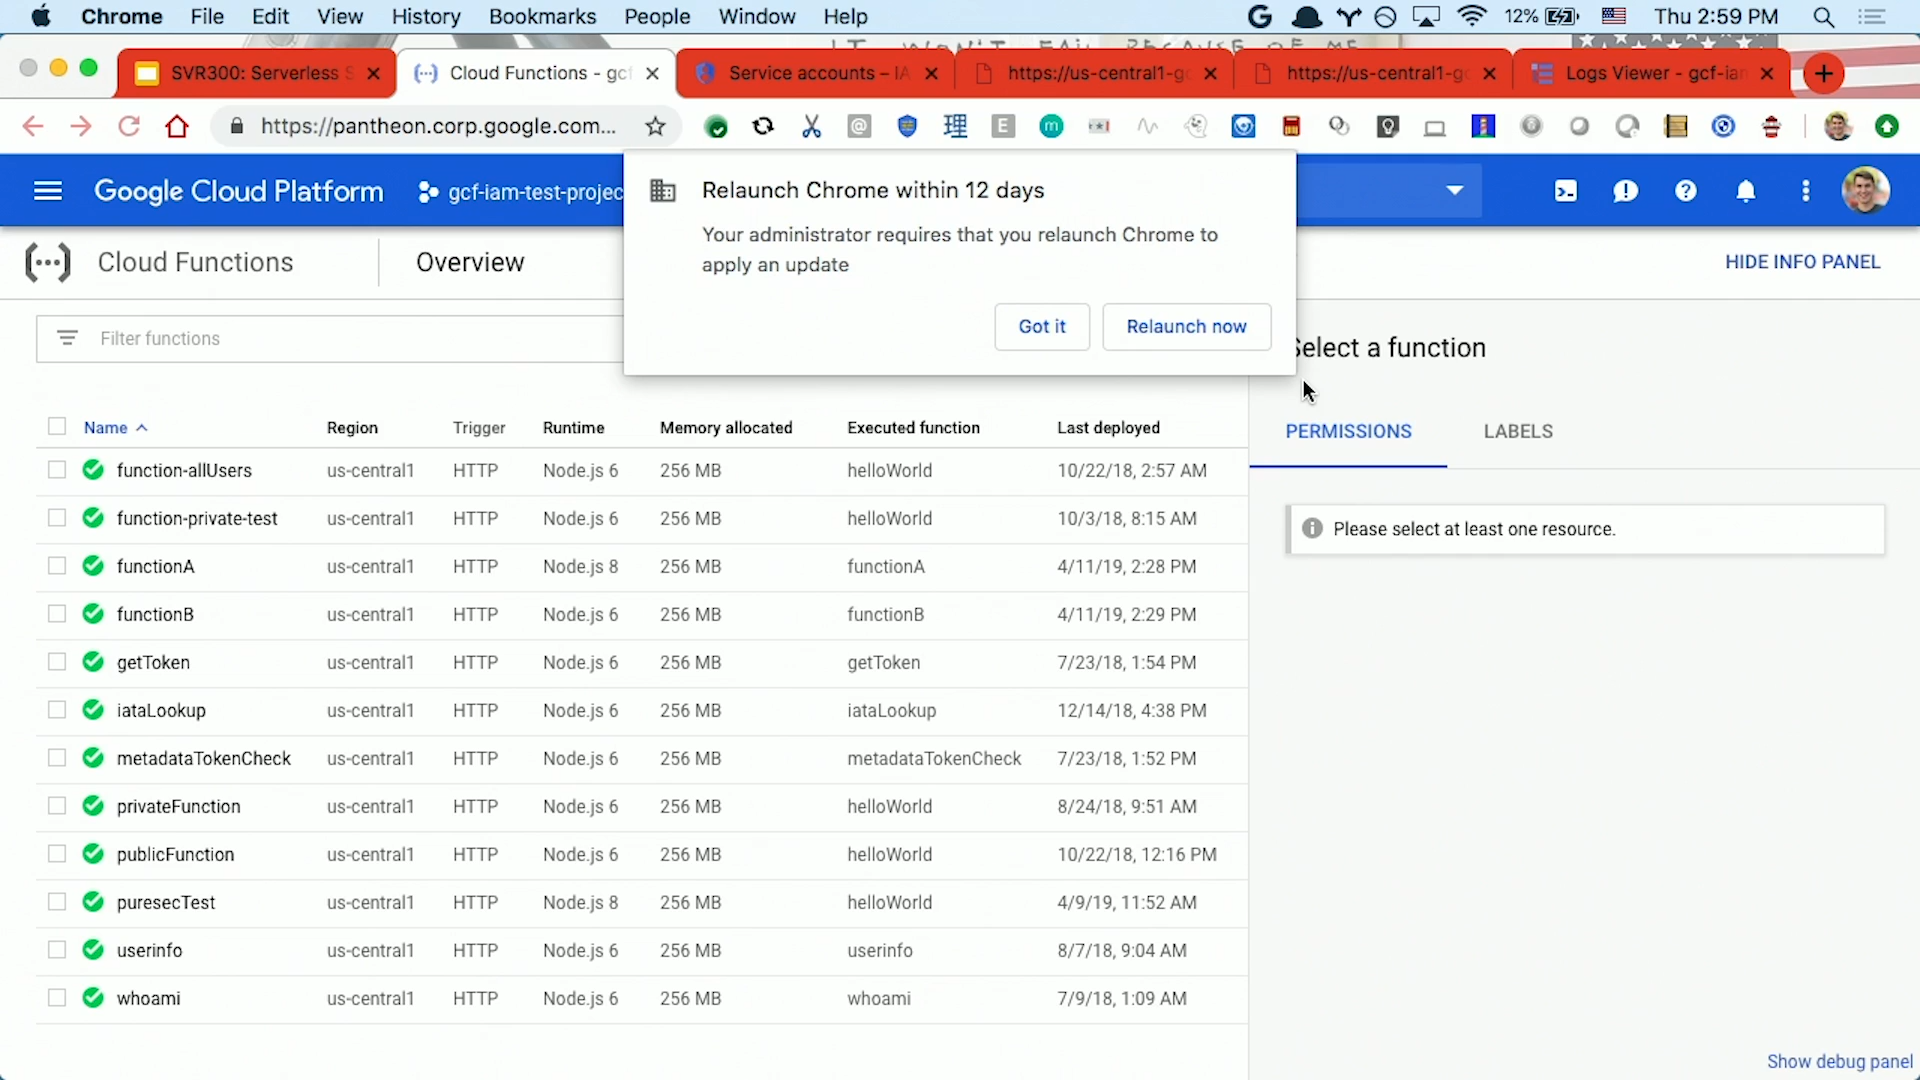 Chrome File Edit View History Bookmarks People Window Help 12% Thu 2:59 PM
IT WON'T FAIL BECAUSE OF ME
SVR300: Serverless S Cloud Functions - gcf Service accounts – IA https://us-central1-gc https://us-central1-gc Logs Viewer - gcf-iam
https://pantheon.corp.google.com...
Google Cloud Platform gcf-iam-test-projec
Relaunch Chrome within 12 days
Your administrator requires that you relaunch Chrome to
apply an update
Got it Relaunch now
Cloud Functions Overview HIDE INFO PANEL
Filter functions
Select a function
PERMISSIONS LABELS
Please select at least one resource.
Name Region Trigger Runtime Memory allocated Executed function Last deployed
function-allUsers us-central1 HTTP Node.js 6 256 MB helloWorld 10/22/18, 2:57 AM
function-private-test us-central1 HTTP Node.js 6 256 MB helloWorld 10/3/18, 8:15 AM
functionA us-central1 HTTP Node.js 8 256 MB functionA 4/11/19, 2:28 PM
functionB us-central1 HTTP Node.js 6 256 MB functionB 4/11/19, 2:29 PM
getToken us-central1 HTTP Node.js 6 256 MB getToken 7/23/18, 1:54 PM
iataLookup us-central1 HTTP Node.js 6 256 MB iataLookup 12/14/18, 4:38 PM
metadataTokenCheck us-central1 HTTP Node.js 6 256 MB metadataTokenCheck 7/23/18, 1:52 PM
privateFunction us-central1 HTTP Node.js 6 256 MB helloWorld 8/24/18, 9:51 AM
publicFunction us-central1 HTTP Node.js 6 256 MB helloWorld 10/22/18, 12:16 PM
puresecTest us-central1 HTTP Node.js 8 256 MB helloWorld 4/9/19, 11:52 AM
userinfo us-central1 HTTP Node.js 6 256 MB userinfo 8/7/18, 9:04 AM
whoami us-central1 HTTP Node.js 6 256 MB whoami 7/9/18, 1:09 AM
Show debug panel